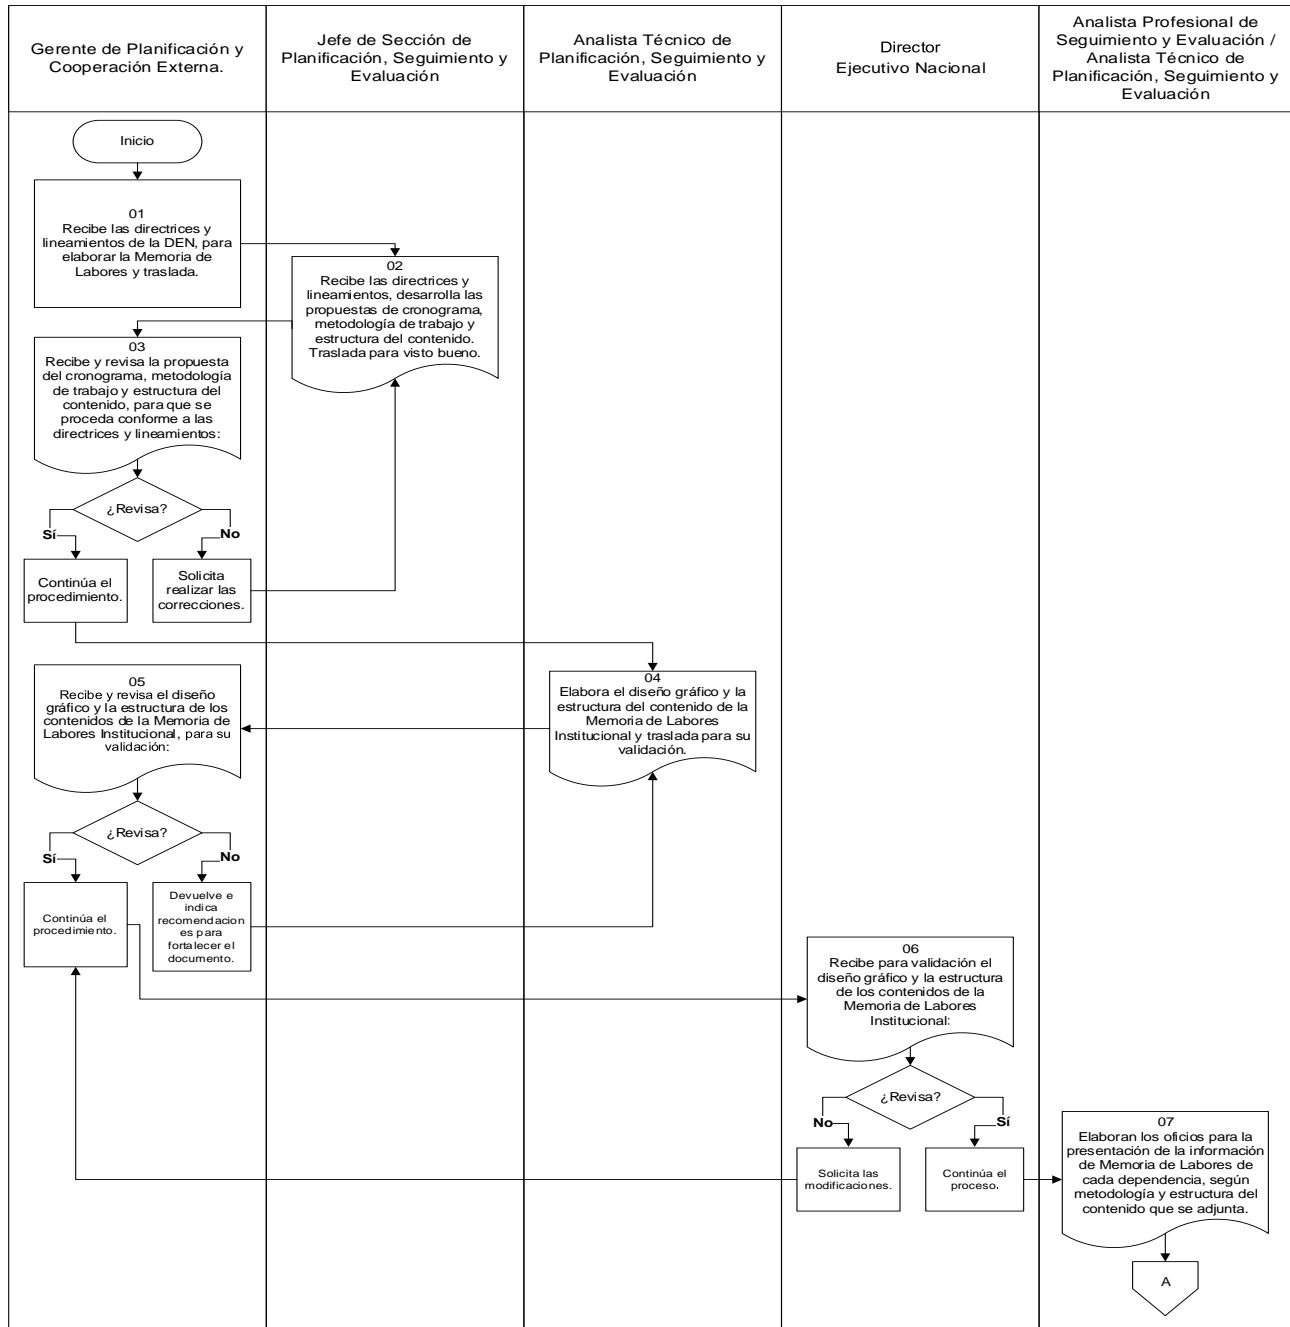 Gerente de Planificación y
Cooperación Externa.
Jefe de Sección de
Planificación, Seguimiento y
Evaluación
Analista Técnico de
Planificación, Seguimiento y
Evaluación
Director
Ejecutivo Nacional
Analista Profesional de
Seguimiento y Evaluación /
Analista Técnico de
Planificación, Seguimiento y
Evaluación
Inicio
01
Recibe las directrices y
lineamientos de la DEN, para
elaborar la Memoria de
Labores y traslada.
02
Recibe las directrices y
lineamientos, desarrolla las
propuestas de cronograma,
metodología de trabajo y
estructura del contenido.
Traslada para visto bueno.
03
Recibe y revisa la propuesta
del cronograma, metodología
de trabajo y estructura del
contenido, para que se
proceda conforme a las
directrices y lineamientos:
¿Revisa?
Sí
No
Continúa el
procedimiento.
Solicita
realizar las
correcciones.
04
Elabora el diseño gráfico y la
estructura del contenido de la
Memoria de Labores
Institucional y traslada para su
validación.
05
Recibe y revisa el diseño
gráfico y la estructura de los
contenidos de la Memoria de
Labores Institucional, para su
validación:
¿Revisa?
Sí
No
Continúa el
procedimiento.
Devuelve e
indica
recomendacion
es para
fortalecer el
documento.
06
Recibe para validación el
diseño gráfico y la estructura
de los contenidos de la
Memoria de Labores
Institucional:
¿Revisa?
No
Sí
Solicita las
modificaciones.
Continúa el
proceso.
07
Elaboran los oficios para la
presentación de la información
de Memoria de Labores de
cada dependencia, según
metodología y estructura del
contenido que se adjunta.
A